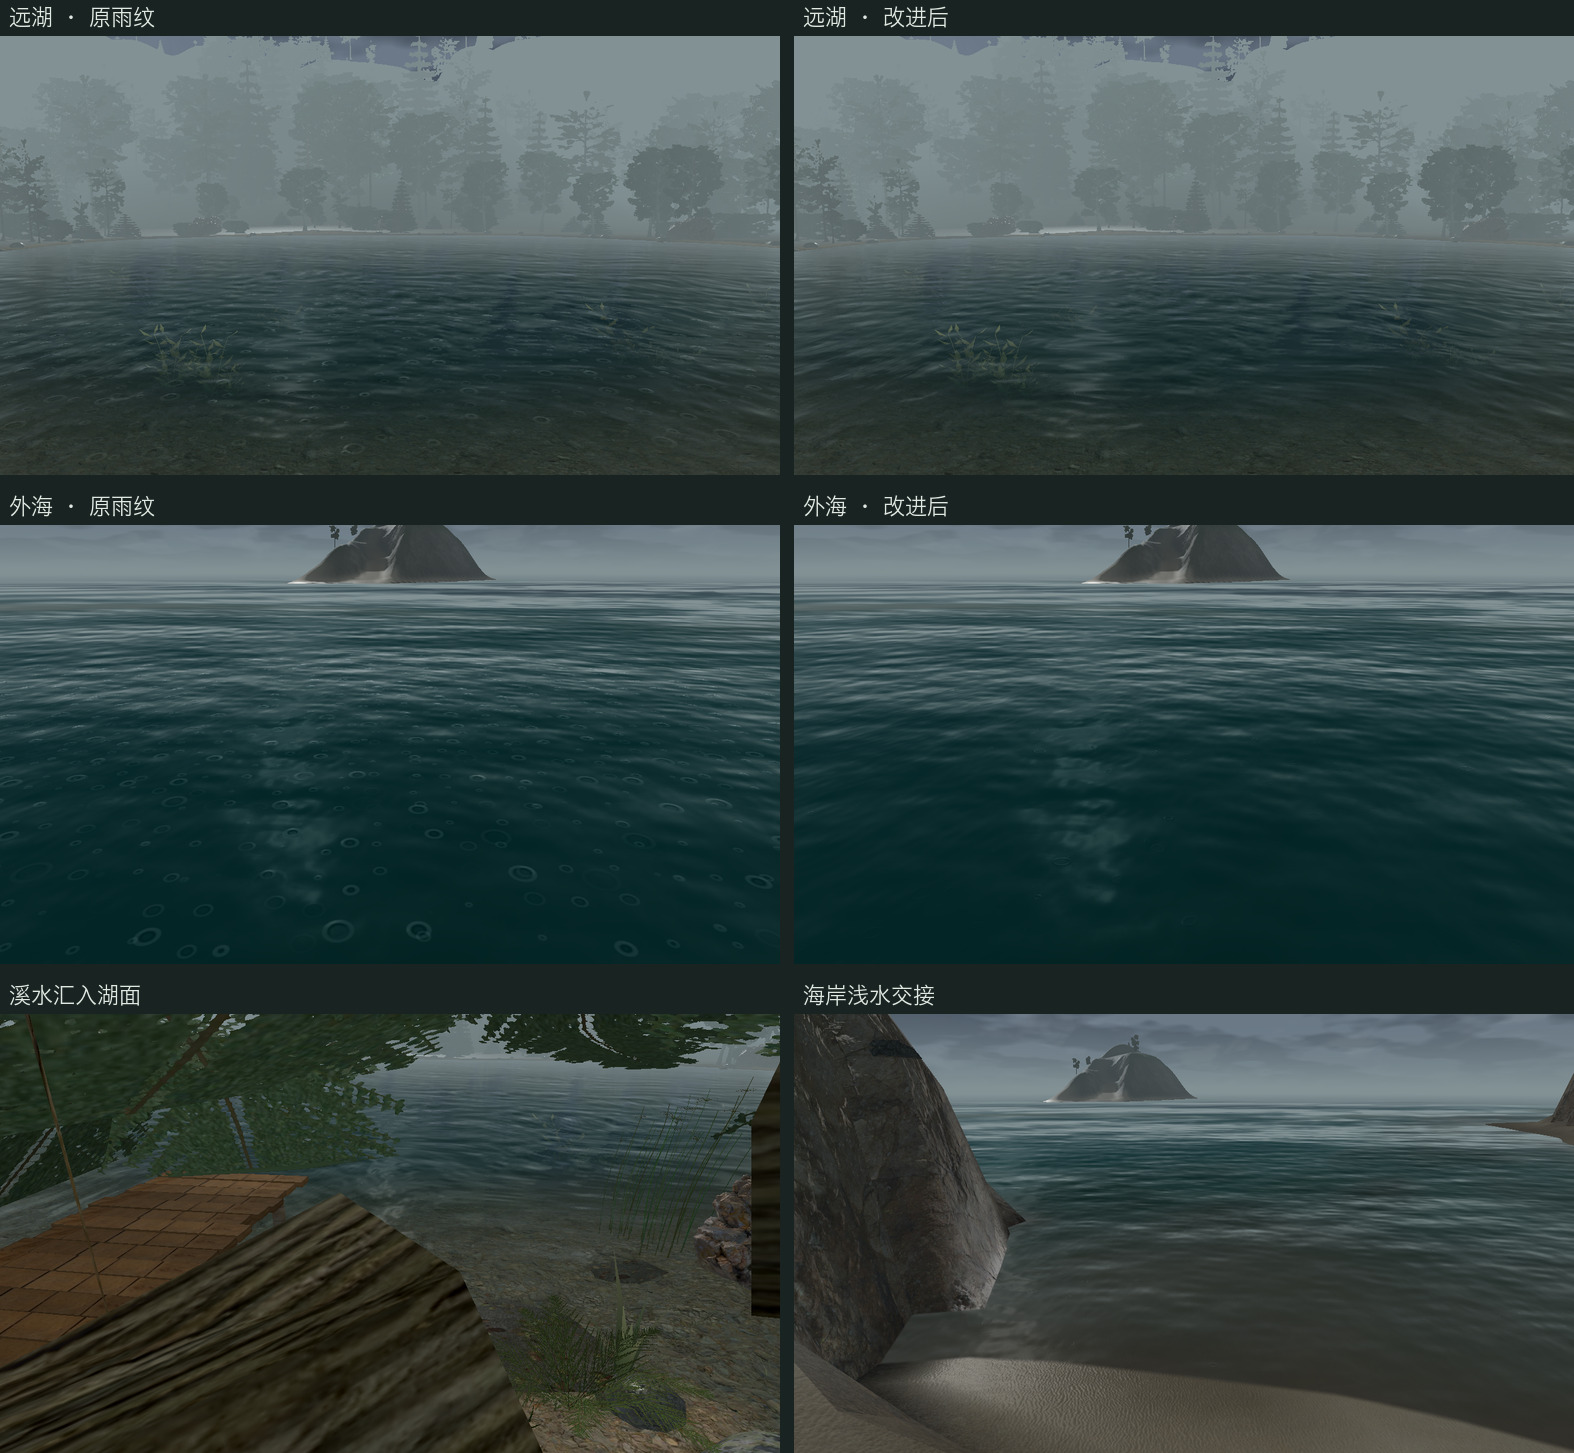 远湖 · 原雨纹
远湖 · 改进后
外海 · 原雨纹
外海 · 改进后
溪水汇入湖面
海岸浅水交接